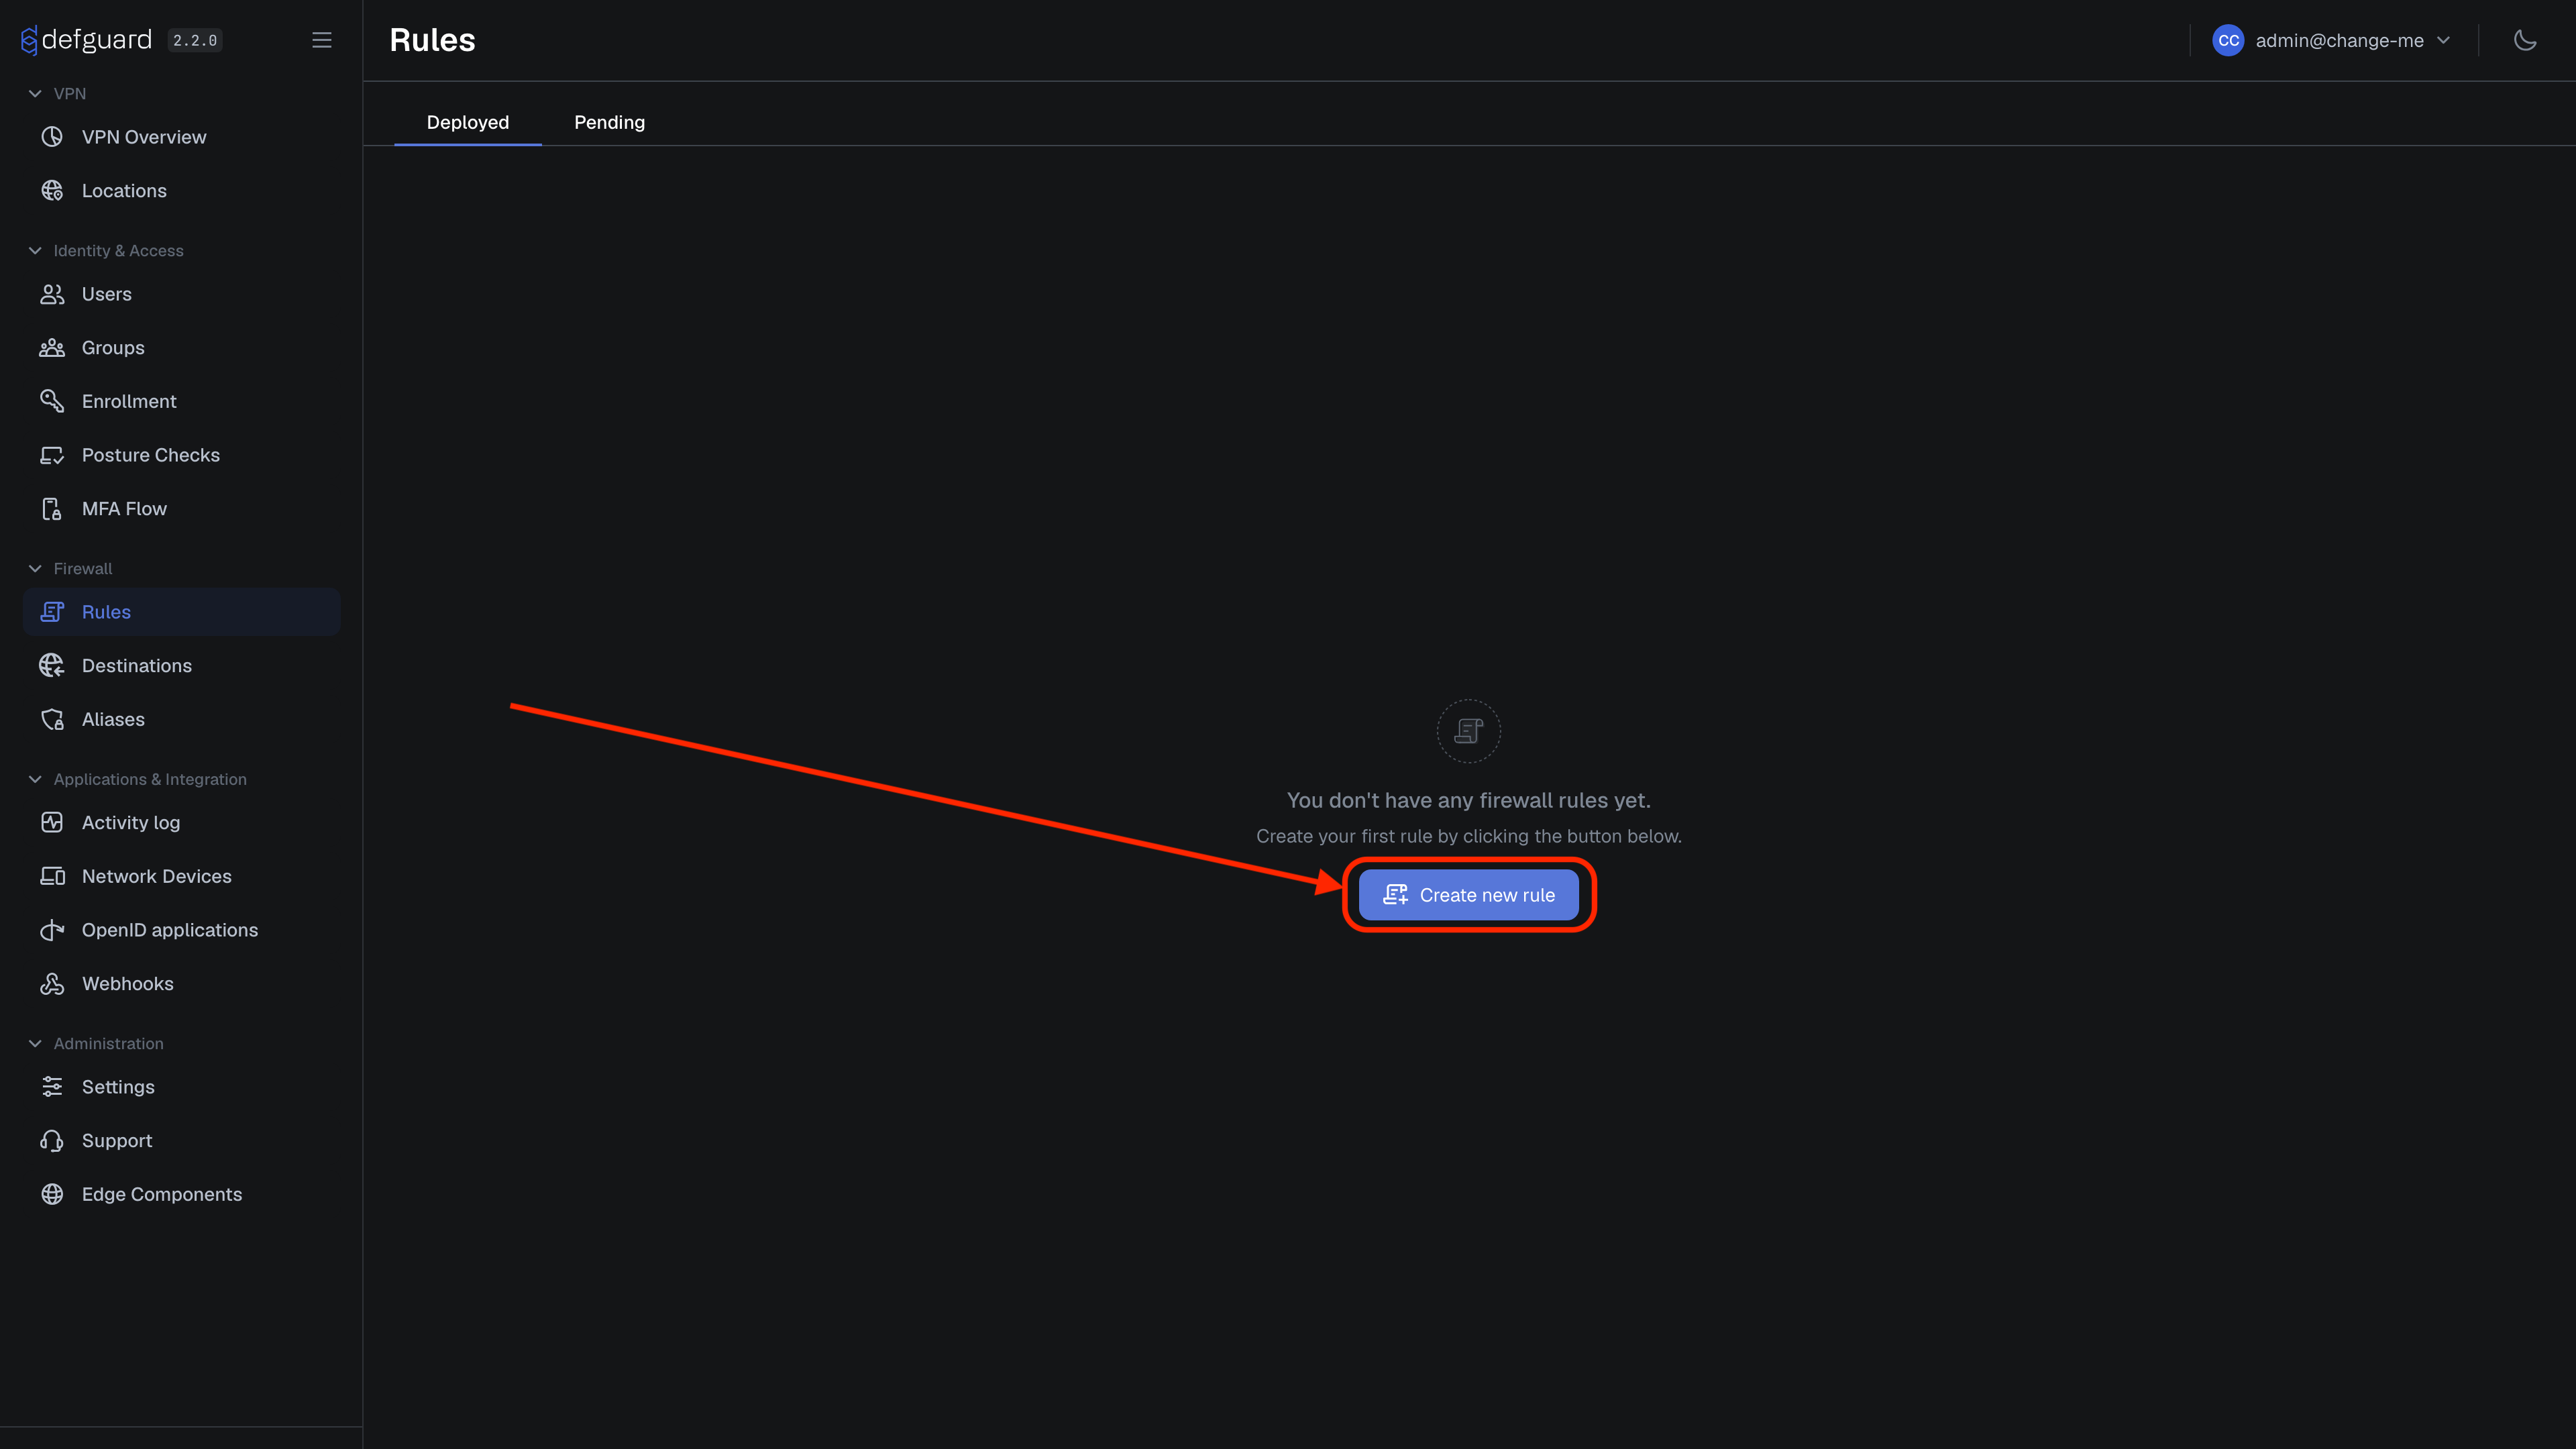 defguard 2.2.0
Rules
CC admin@change-me
VPN
VPN Overview
Locations
Identity & Access
Users
Groups
Enrollment
Posture Checks
MFA Flow
Firewall
Rules
Destinations
Aliases
Applications & Integration
Activity log
Network Devices
OpenID applications
Webhooks
Administration
Settings
Support
Edge Components
Deployed Pending
You don't have any firewall rules yet.
Create your first rule by clicking the button below.
Create new rule